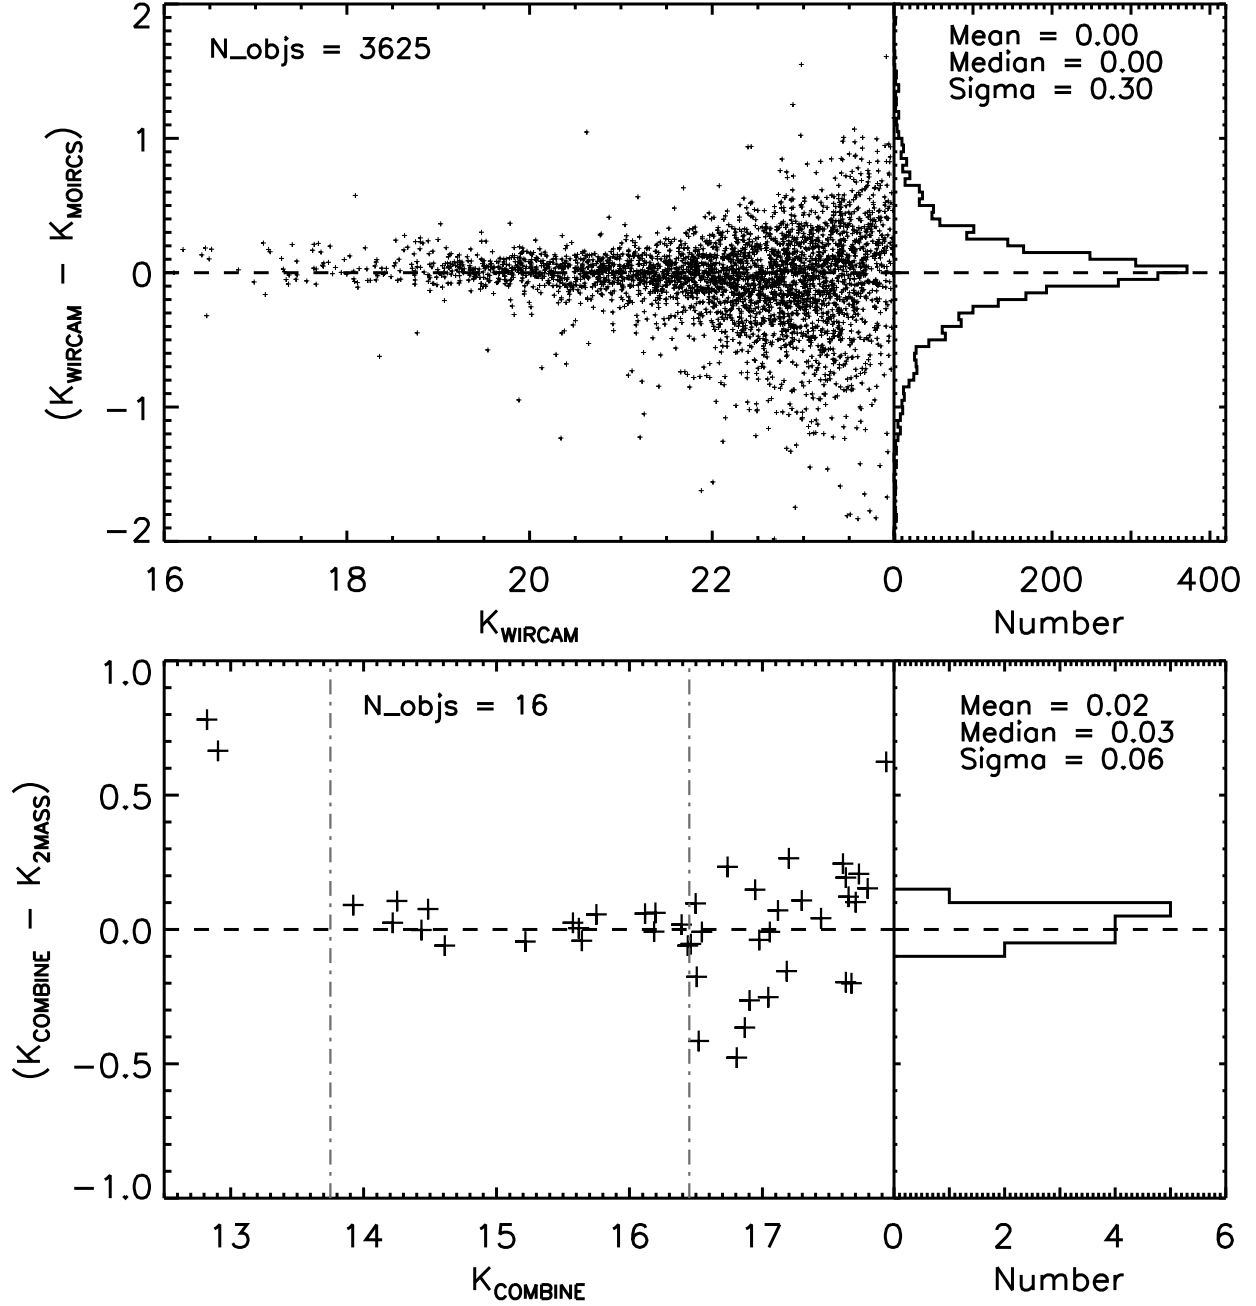 2
1
0
−1
−2
(K_WIRCAM − K_MOIRCS)
N_objs = 3625
Mean = 0.00
Median = 0.00
Sigma = 0.30
16 18 20 22 0 200 400
K_WIRCAM
Number
1.0
0.5
0.0
−0.5
−1.0
(K_COMBINE − K_2MASS)
N_objs = 16
Mean = 0.02
Median = 0.03
Sigma = 0.06
13 14 15 16 17 0 2 4 6
K_COMBINE
Number